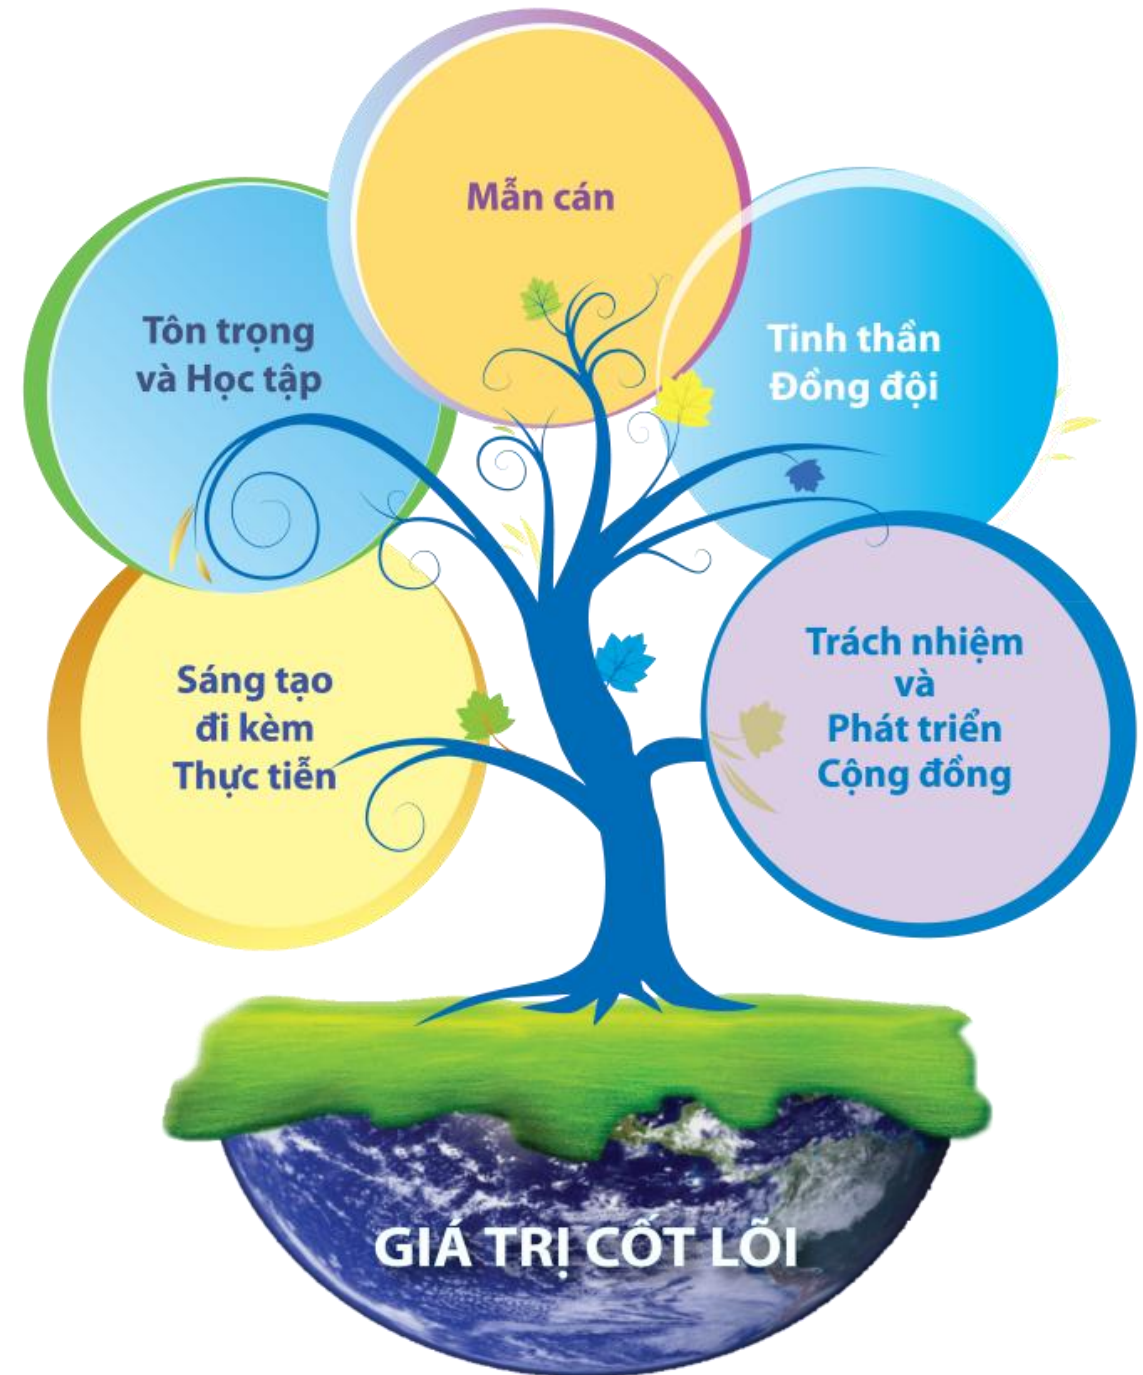 Mẫn cán
Tôn trọng
và Học tập
Tinh thần
Đồng đội
Sáng tạo
đi kèm
Thực tiễn
Trách nhiệm
và
Phát triển
Cộng đồng
GIÁ TRỊ CỐT LÕI